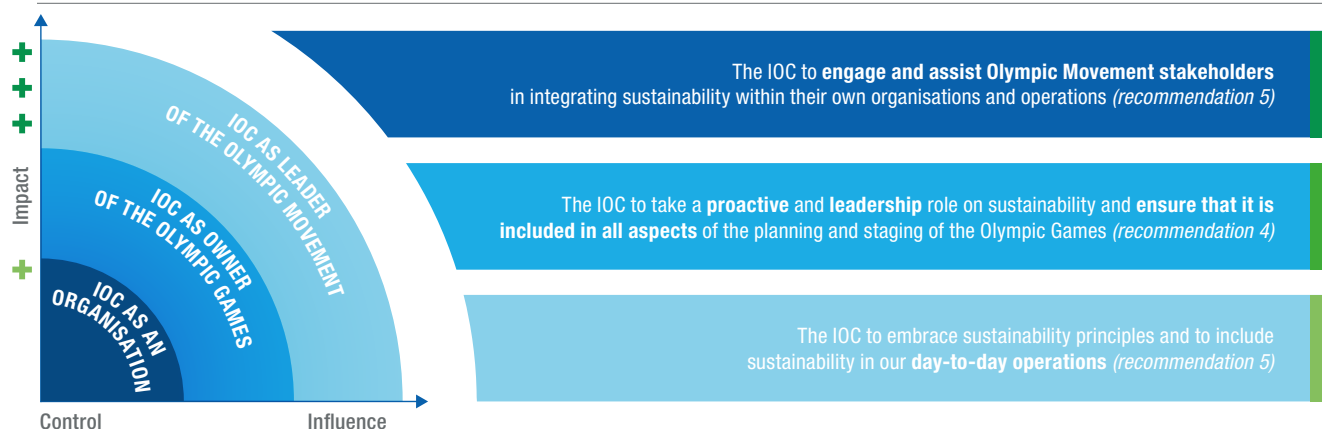 Impact
IOC AS LEADER
OF THE OLYMPIC MOVEMENT
IOC AS OWNER
OF THE OLYMPIC GAMES
IOC AS AN
ORGANISATION
Control
Influence
The IOC to engage and assist Olympic Movement stakeholders
in integrating sustainability within their own organisations and operations (recommendation 5)
The IOC to take a proactive and leadership role on sustainability and ensure that it is
included in all aspects of the planning and staging of the Olympic Games (recommendation 4)
The IOC to embrace sustainability principles and to include
sustainability in our day-to-day operations (recommendation 5)